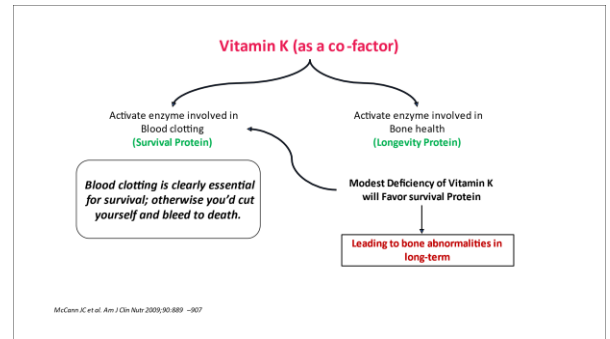 Vitamin K (as a co-factor)
Activate enzyme involved in
Blood clotting
(Survival Protein)
Activate enzyme involved in
Bone health
(Longevity Protein)
Blood clotting is clearly essential
for survival; otherwise you'd cut
yourself and bleed to death.
Modest Deficiency of Vitamin K
will Favor survival Protein
Leading to bone abnormalities in
long-term
McCann JC et al. Am J Clin Nutr 2009;90:889 –907